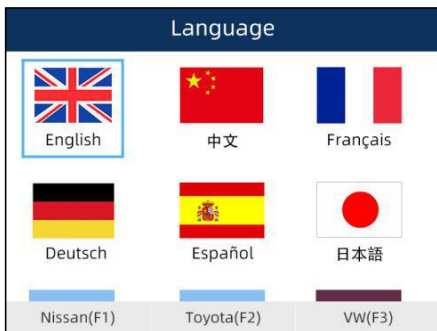 Language
English
中文
Français
Deutsch
Español
日本語
Nissan(F1)
Toyota(F2)
VW(F3)